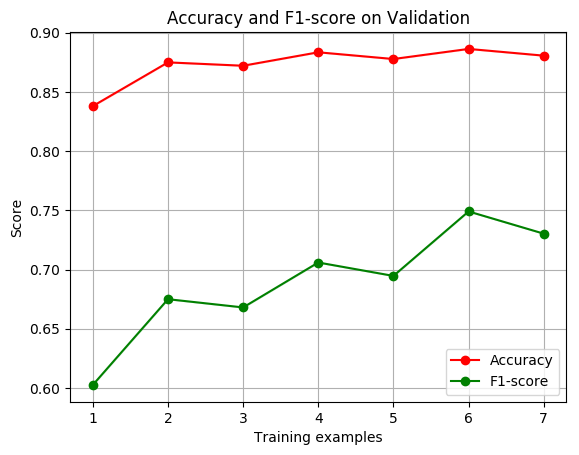 Accuracy and F1-score on Validation
0.90
0.85
0.80
0.75
0.70
0.65
0.60
Score
Accuracy
F1-score
1 2 3 4 5 6 7
Training examples